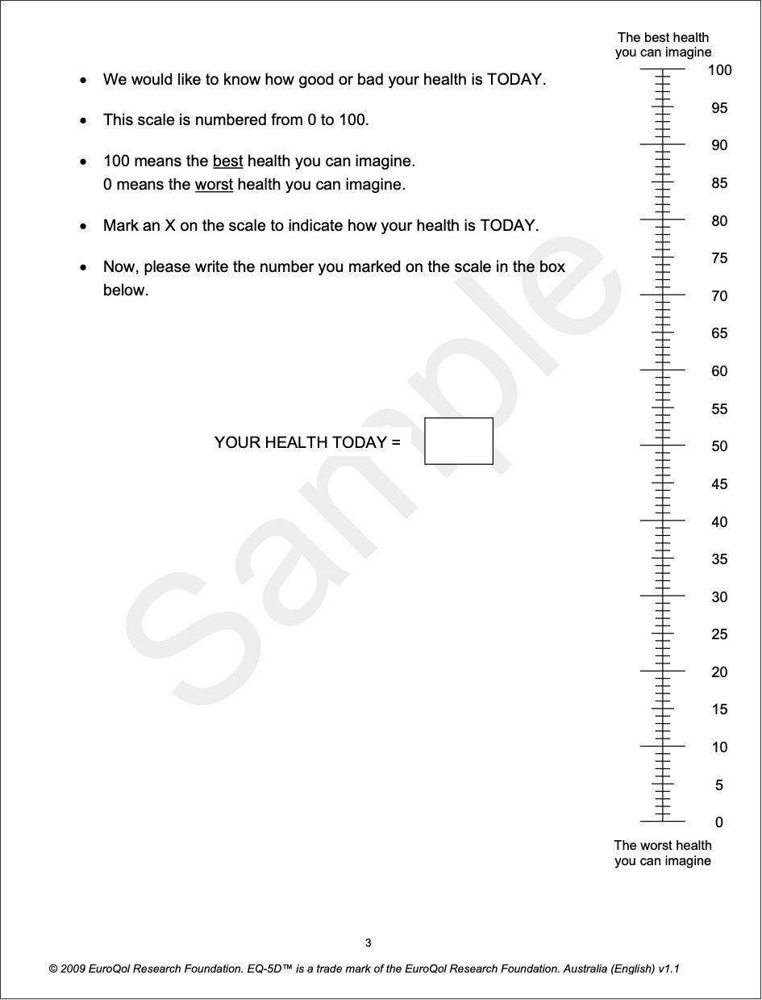 The best health
you can imagine
• We would like to know how good or bad your health is TODAY.
• This scale is numbered from 0 to 100.
• 100 means the best health you can imagine.
0 means the worst health you can imagine.
• Mark an X on the scale to indicate how your health is TODAY.
• Now, please write the number you marked on the scale in the box
below.
YOUR HEALTH TODAY =
Sample
100
95
90
85
80
75
70
65
60
55
50
45
40
35
30
25
20
15
10
5
0
The worst health
you can imagine
3
© 2009 EuroQol Research Foundation. EQ-5D™ is a trade mark of the EuroQol Research Foundation. Australia (English) v1.1